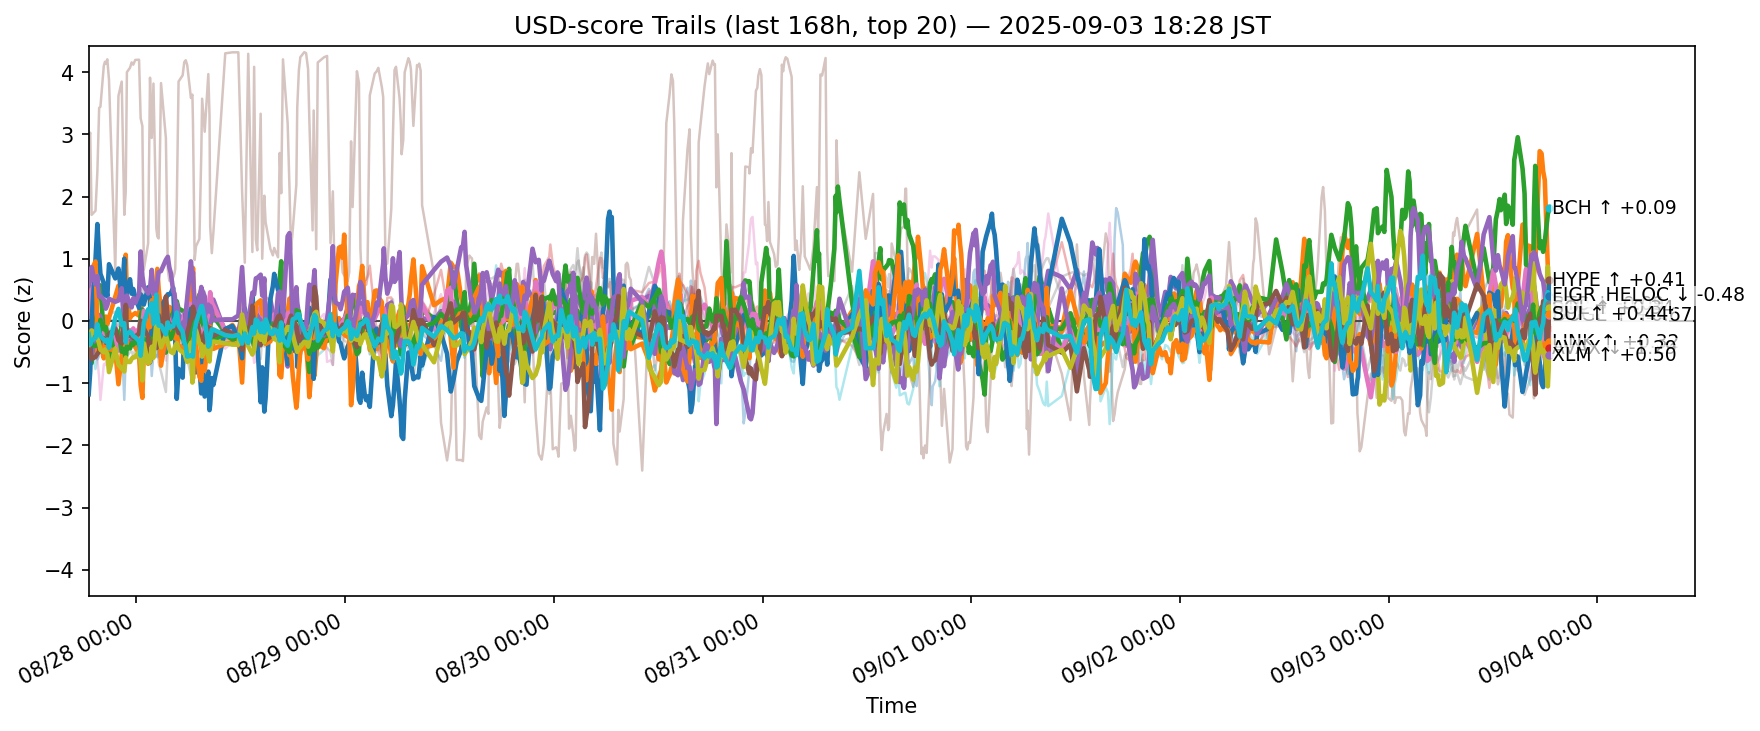 USD-score Trails (last 168h, top 20) — 2025-09-03 18:28 JST
Score (z)
4
3
2
1
0
−1
−2
−3
−4
BCH ↑ +0.09
HYPE ↑ +0.41
FIGR_HELOC ↓ -0.48
SUI ↑ +0.44
XLM ↑ +0.50
08/28 00:00
08/29 00:00
08/30 00:00
08/31 00:00
09/01 00:00
09/02 00:00
09/03 00:00
09/04 00:00
Time